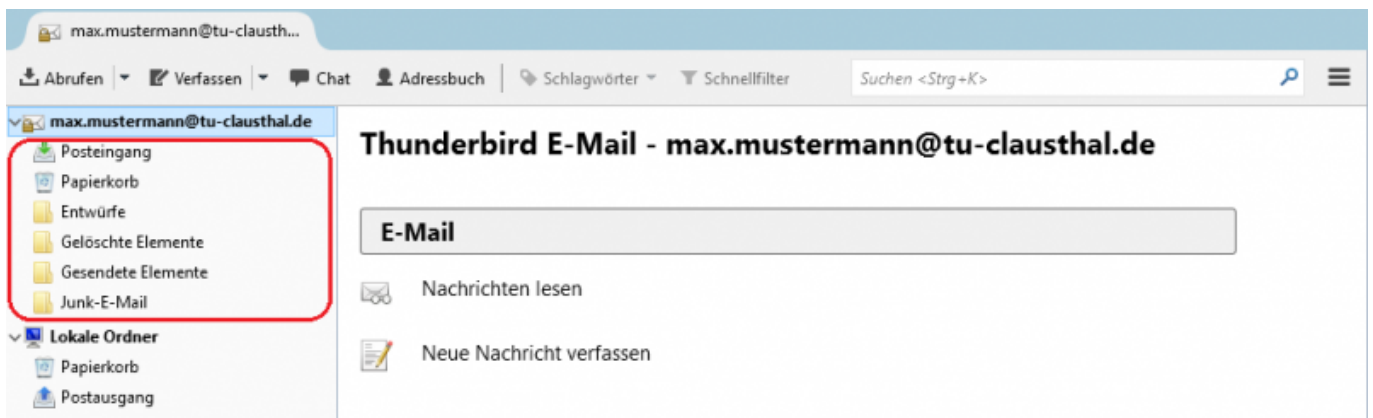 max.mustermann@tu-clausth...
Abrufen Verfassen Chat Adressbuch Schlagwörter Schnellfilter Suchen <Strg+K>
max.mustermann@tu-clausthal.de
Posteingang
Papierkorb
Entwürfe
Gelöschte Elemente
Gesendete Elemente
Junk-E-Mail
Lokale Ordner
Papierkorb
Postausgang
Thunderbird E-Mail - max.mustermann@tu-clausthal.de
E-Mail
Nachrichten lesen
Neue Nachricht verfassen